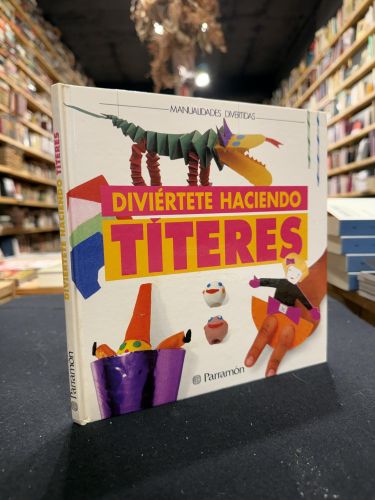 MANUALIDADES DIVERTIDAS
DIVIÉRTETE HACIENDO
TÍTERES
Parramón
DIVIÉRTETE HACIENDO TÍTERES
Parramón